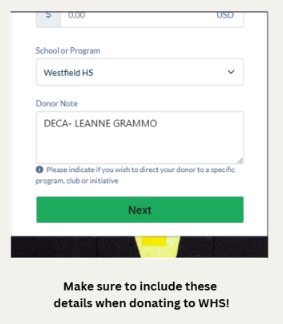 $ 0.00 USD
School or Program
Westfield HS
Donor Note
DECA- LEANNE GRAMMO
Please indicate if you wish to direct your donor to a specific
program, club or initiative
Next
Make sure to include these
details when donating to WHS!